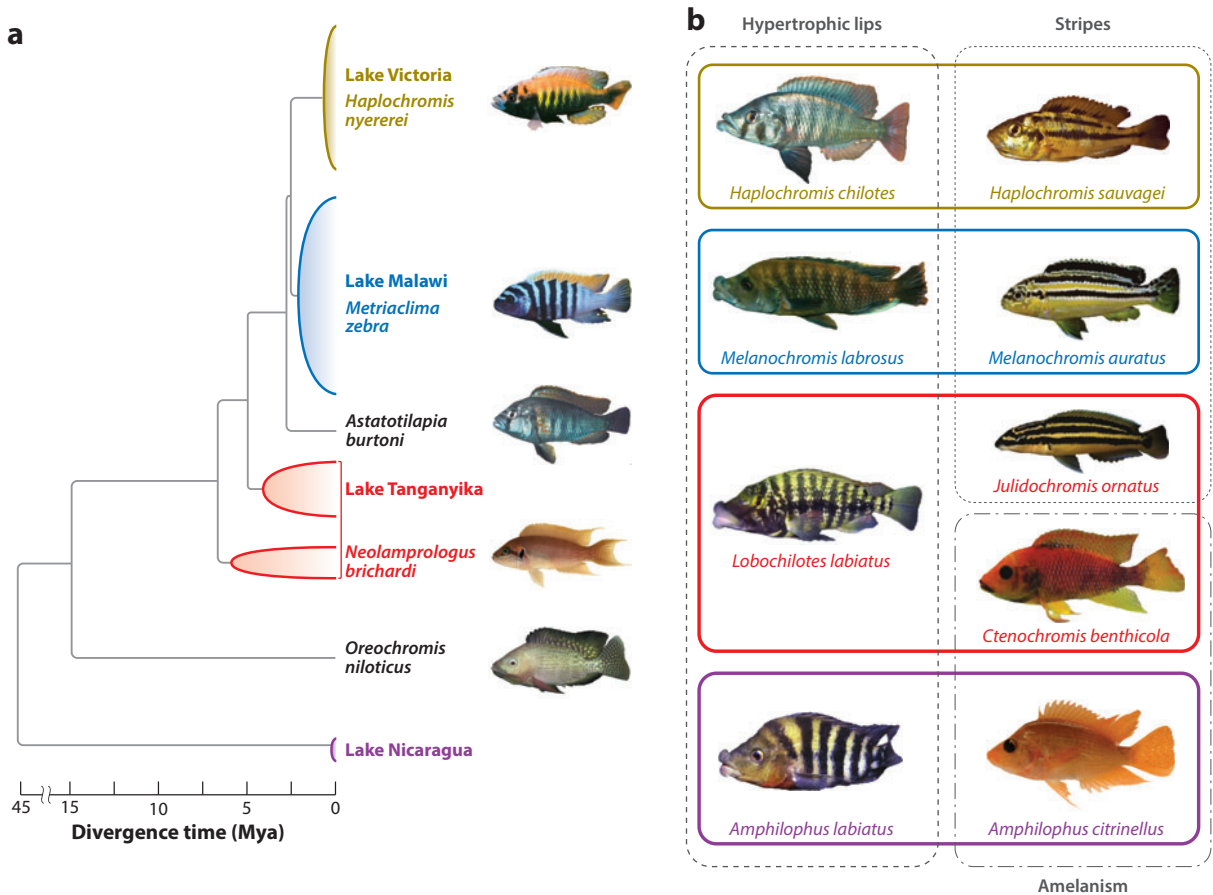 a
Lake Victoria
Haplochromis
nyererei
Lake Malawi
Metriaclima
zebra
Astatotilapia
burtoni
Lake Tanganyika
Neolamprologus
brichardi
Oreochromis
niloticus
Lake Nicaragua
45 15 10 5 0
Divergence time (Mya)
b
Hypertrophic lips
Stripes
Haplochromis chilotes
Haplochromis sauvagei
Melanochromis labrosus
Melanochromis auratus
Julidochromis ornatus
Lobochilotes labiatus
Ctenochromis benthicola
Amphilophus labiatus
Amphilophus citrinellus
Amelanism